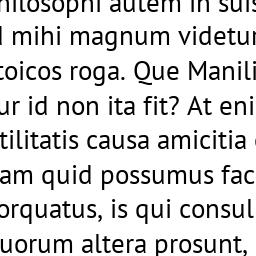 philosophi autem in suis
d mihi magnum videtur
toicos roga. Que Manili
ur id non ita fit? At eni
tilitatis causa amicitia
am quid possumus fac
orquatus, is qui consul
uorum altera prosunt,